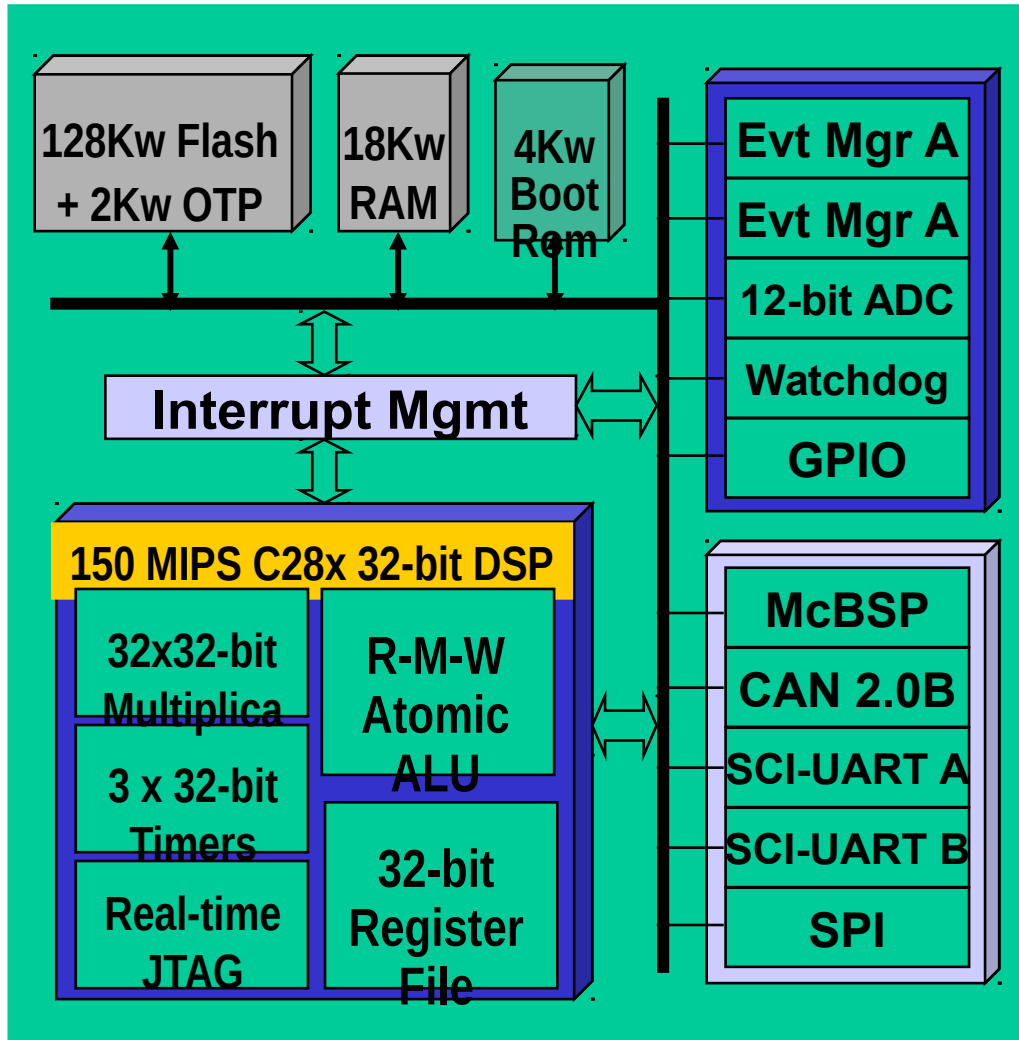 128Kw Flash
+ 2Kw OTP
18Kw
RAM
4Kw
Boot
Rom
Evt Mgr A
Evt Mgr A
12-bit ADC
Watchdog
GPIO
Interrupt Mgmt
150 MIPS C28x 32-bit DSP
32x32-bit
Multiplica
R-M-W
Atomic
ALU
3 x 32-bit
Timers
Real-time
JTAG
32-bit
Register
File
McBSP
CAN 2.0B
SCI-UART A
SCI-UART B
SPI